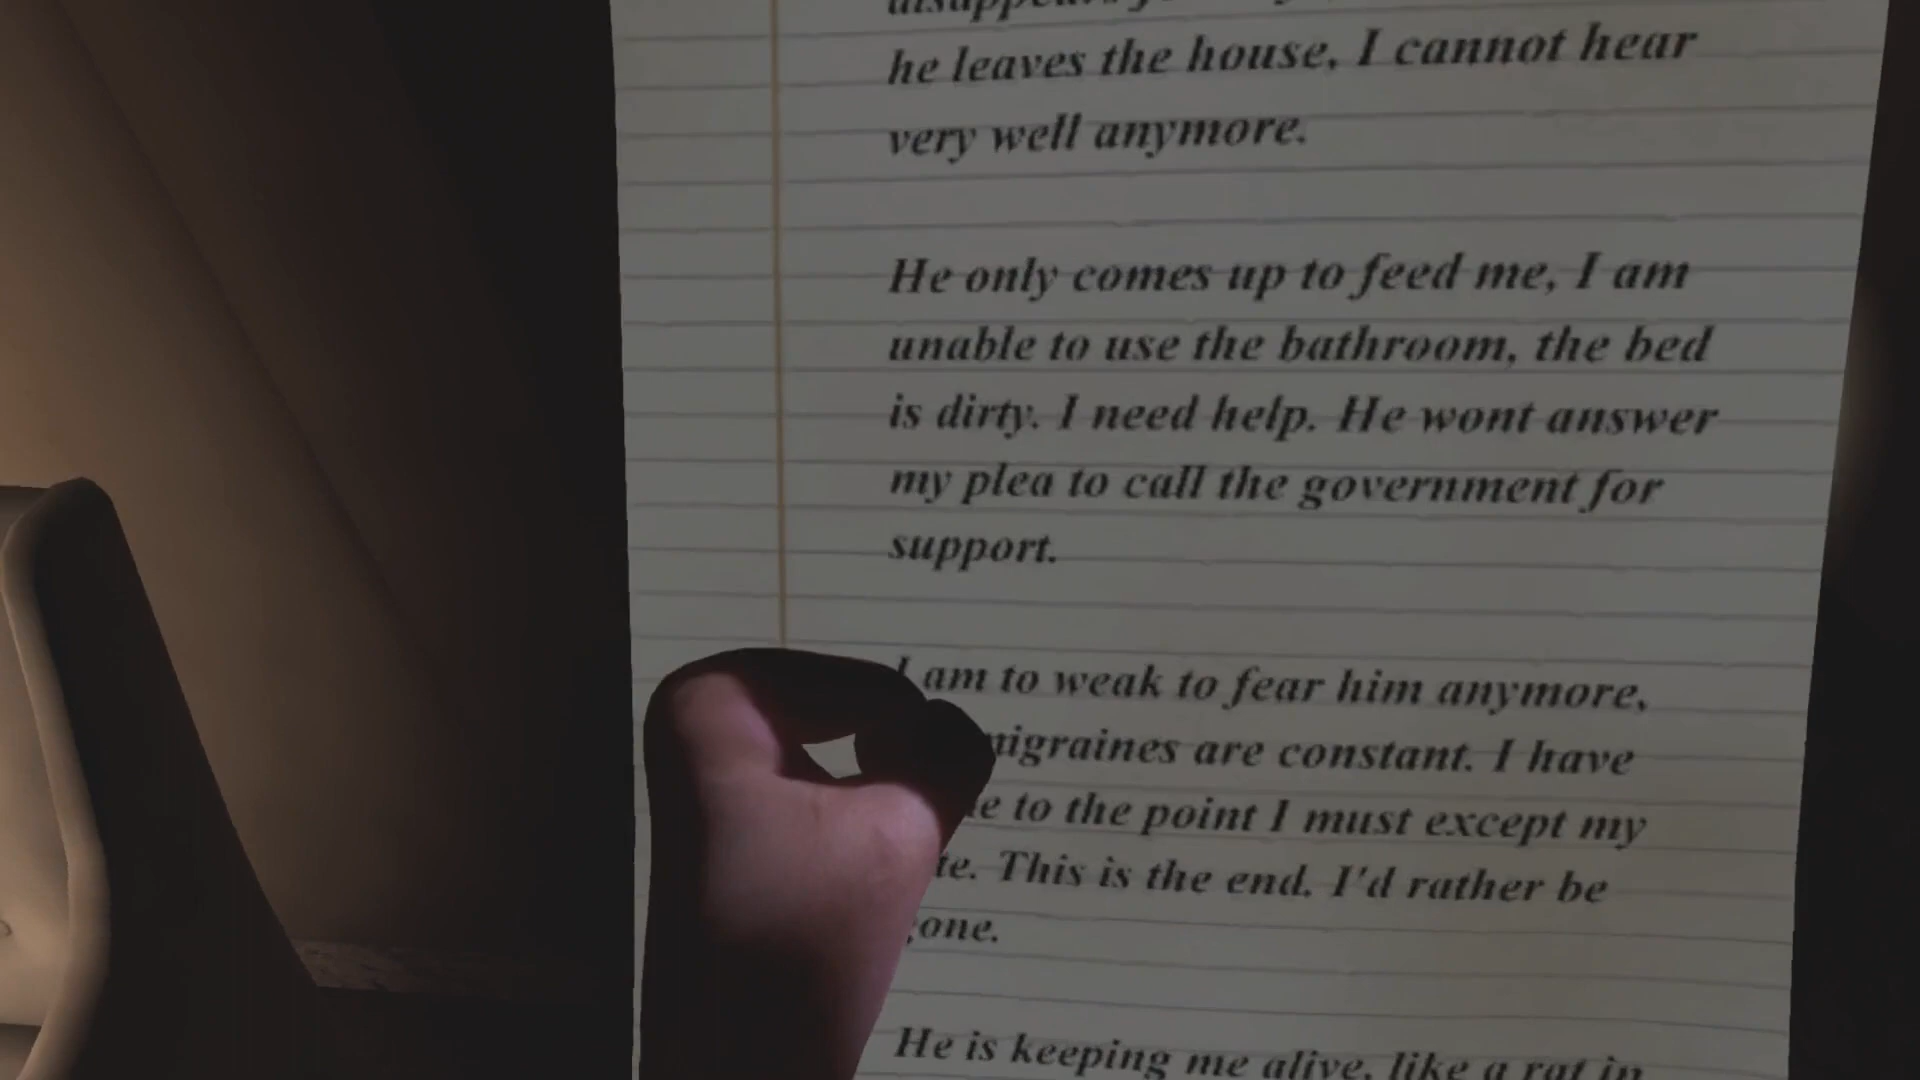 he leaves the house, I cannot hear
very well anymore.
He only comes up to feed me, I am
unable to use the bathroom, the bed
is dirty. I need help. He wont answer
my plea to call the government for
support.
I am to weak to fear him anymore,
are constant. I have
to the point I must except my
This is the end. I'd rather be
He is keeping me alive, like a rat in